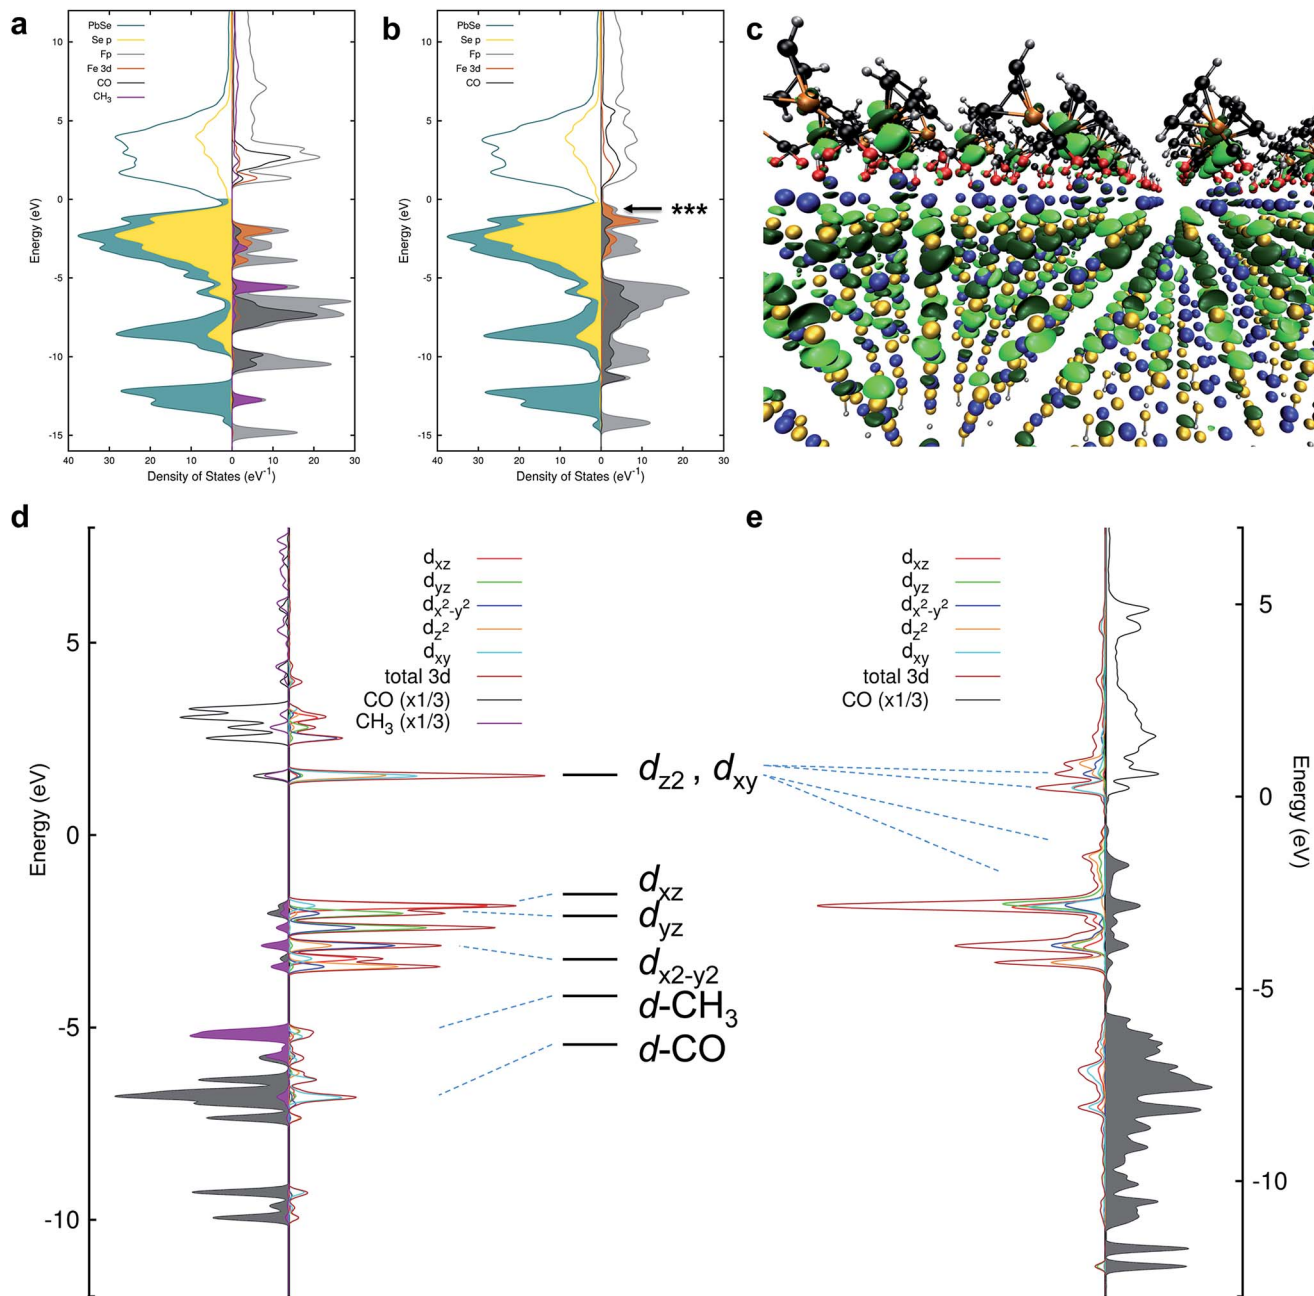 a
PbSe
Se p
Fp
Fe 3d
CO
CH3
10
5
0
-5
-10
-15
Energy (eV)
40 30 20 10 0 10 20 30
Density of States (eV-1)
b
PbSe
Se p
Fp
Fe 3d
CO
***
10
5
0
-5
-10
-15
Energy (eV)
40 30 20 10 0 10 20 30
Density of States (eV-1)
c
d
dxz
dyz
dx2-y2
dz2
dxy
total 3d
CO (x1/3)
CH3 (x1/3)
5
0
-5
-10
Energy (eV)
dz2 , dxy
dxz
dyz
dx2-y2
d-CH3
d-CO
e
dxz
dyz
dx2-y2
dz2
dxy
total 3d
CO (x1/3)
5
0
-5
-10
Energy (eV)